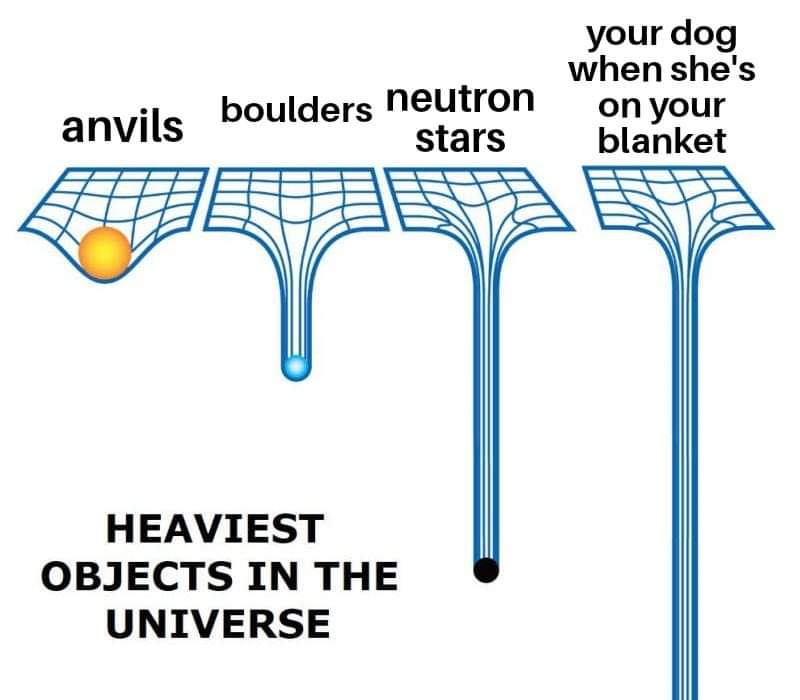 anvils
boulders
neutron
stars
your dog
when she's
on your
blanket
HEAVIEST
OBJECTS IN THE
UNIVERSE